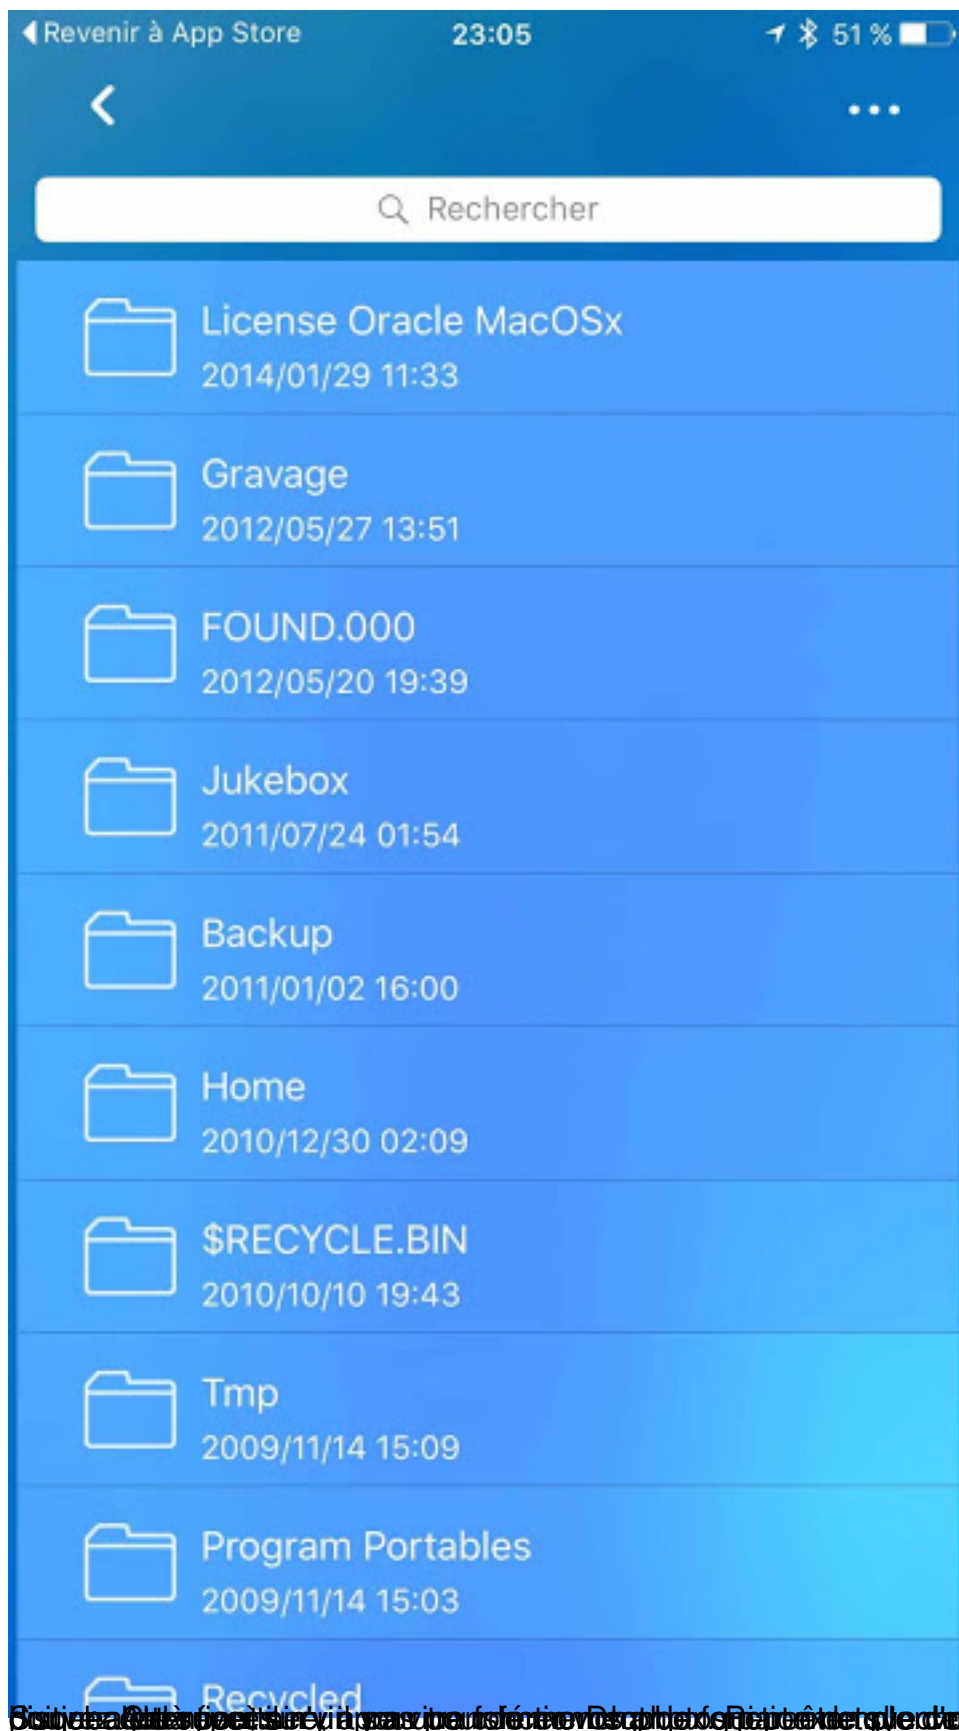 Revenir à App Store 23:05 51 %
Rechercher
License Oracle MacOSx
2014/01/29 11:33
Gravage
2012/05/27 13:51
FOUND.000
2012/05/20 19:39
Jukebox
2011/07/24 01:54
Backup
2011/01/02 16:00
Home
2010/12/30 02:09
$RECYCLE.BIN
2010/10/10 19:43
Tmp
2009/11/14 15:09
Program Portables
2009/11/14 15:03
Recycled